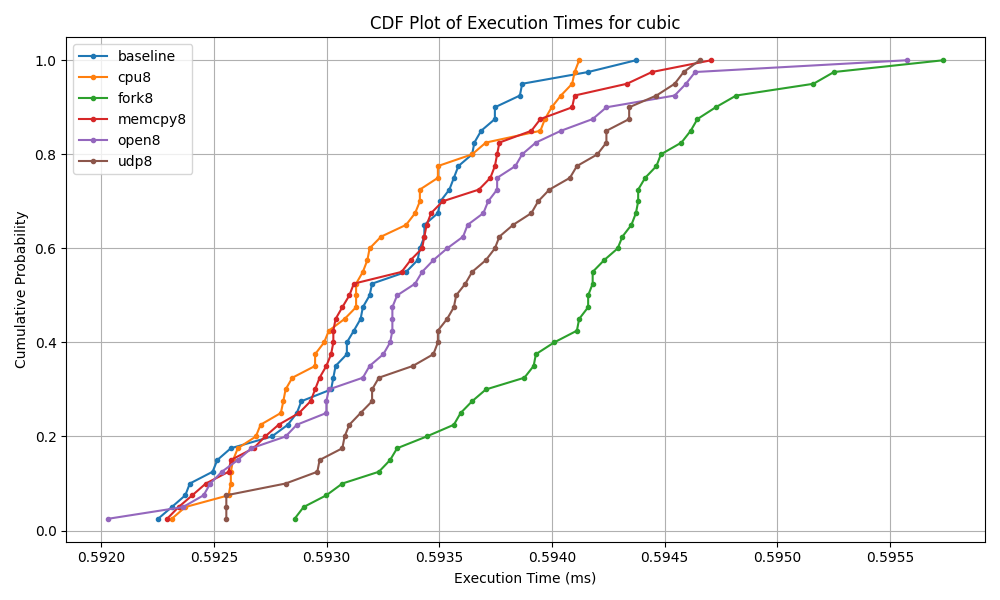 CDF Plot of Execution Times for cubic
baseline
cpu8
fork8
memcpy8
open8
udp8
1.0
0.8
0.6
0.4
0.2
0.0
Cumulative Probability
0.5920 0.5925 0.5930 0.5935 0.5940 0.5945 0.5950 0.5955
Execution Time (ms)